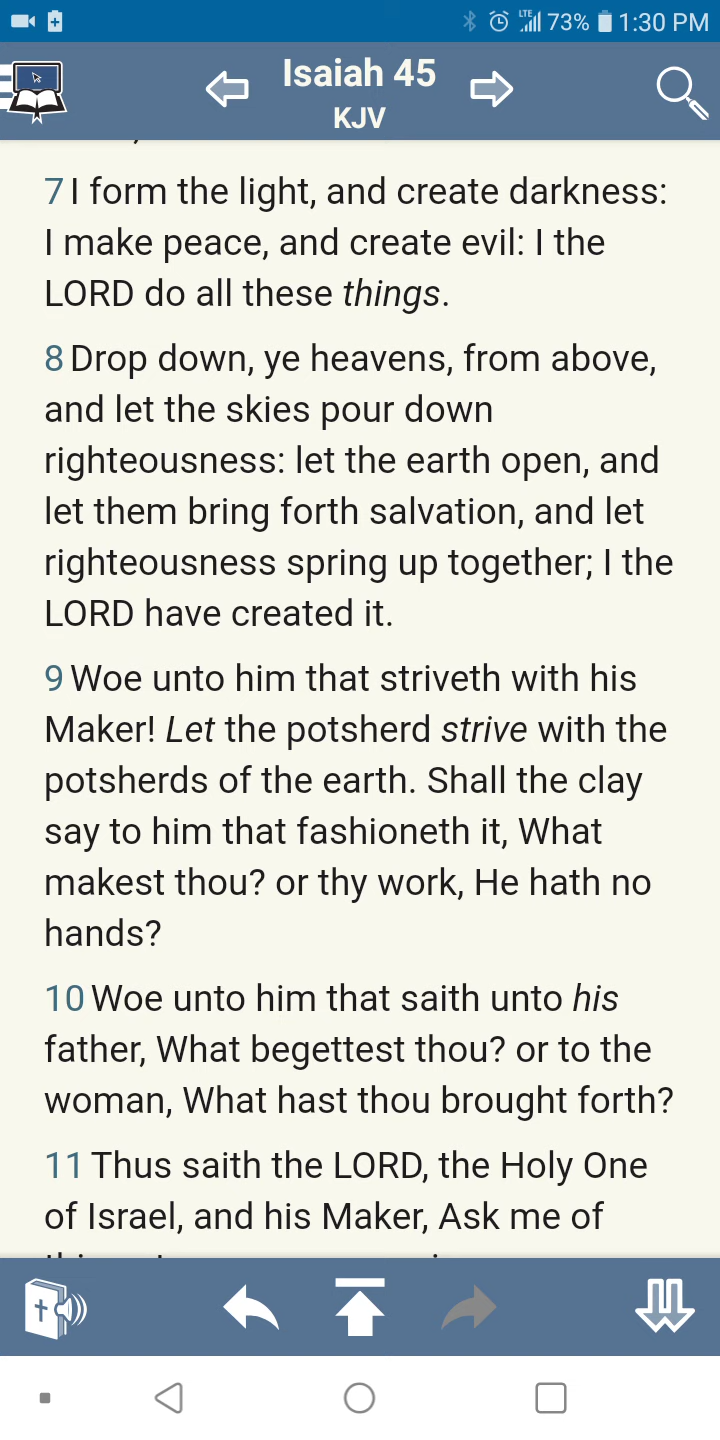 LTE 73% 1:30 PM
Isaiah 45
KJV
7 I form the light, and create darkness:
I make peace, and create evil: I the
LORD do all these things.
8 Drop down, ye heavens, from above,
and let the skies pour down
righteousness: let the earth open, and
let them bring forth salvation, and let
righteousness spring up together; I the
LORD have created it.
9 Woe unto him that striveth with his
Maker! Let the potsherd strive with the
potsherds of the earth. Shall the clay
say to him that fashioneth it, What
makest thou? or thy work, He hath no
hands?
10 Woe unto him that saith unto his
father, What begettest thou? or to the
woman, What hast thou brought forth?
11 Thus saith the LORD, the Holy One
of Israel, and his Maker, Ask me of